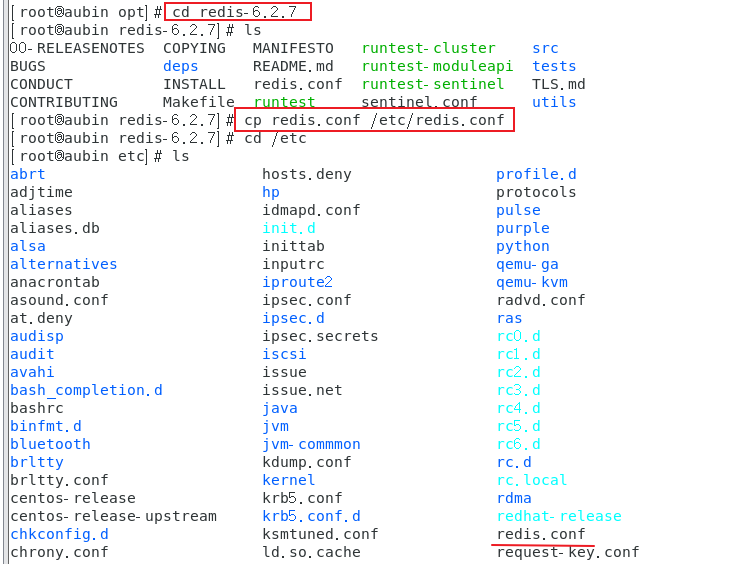 [root@aubin opt]# cd redis-6.2.7
[root@aubin redis-6.2.7]# ls
00-RELEASENOTES COPYING MANIFESTO runtest-cluster src
BUGS deps README.md runtest-moduleapi tests
CONDUCT INSTALL redis.conf runtest-sentinel TLS.md
CONTRIBUTING Makefile runtest sentinel.conf utils
[root@aubin redis-6.2.7]# cp redis.conf /etc/redis.conf
[root@aubin redis-6.2.7]# cd /etc
[root@aubin etc]# ls
abrt hosts.deny profile.d
adjtime hp protocols
aliases idmapd.conf pulse
aliases.db init.d purple
alsa inittab python
alternatives inputrc qemu-ga
anacrontab iproute2 qemu-kvm
asound.conf ipsec.conf radvd.conf
at.deny ipsec.d ras
audisp ipsec.secrets rc0.d
audit iscsi rc1.d
avahi issue rc2.d
bash_completion.d issue.net rc3.d
bashrc java rc4.d
binfmt.d jvm rc5.d
bluetooth jvm-commmon rc6.d
brltty kdump.conf rc.d
brltty.conf kernel rc.local
centos-release krb5.conf rdma
centos-release-upstream krb5.conf.d redhat-release
chkconfig.d ksmtuned.conf redis.conf
chrony.conf ld.so.cache request-key.conf